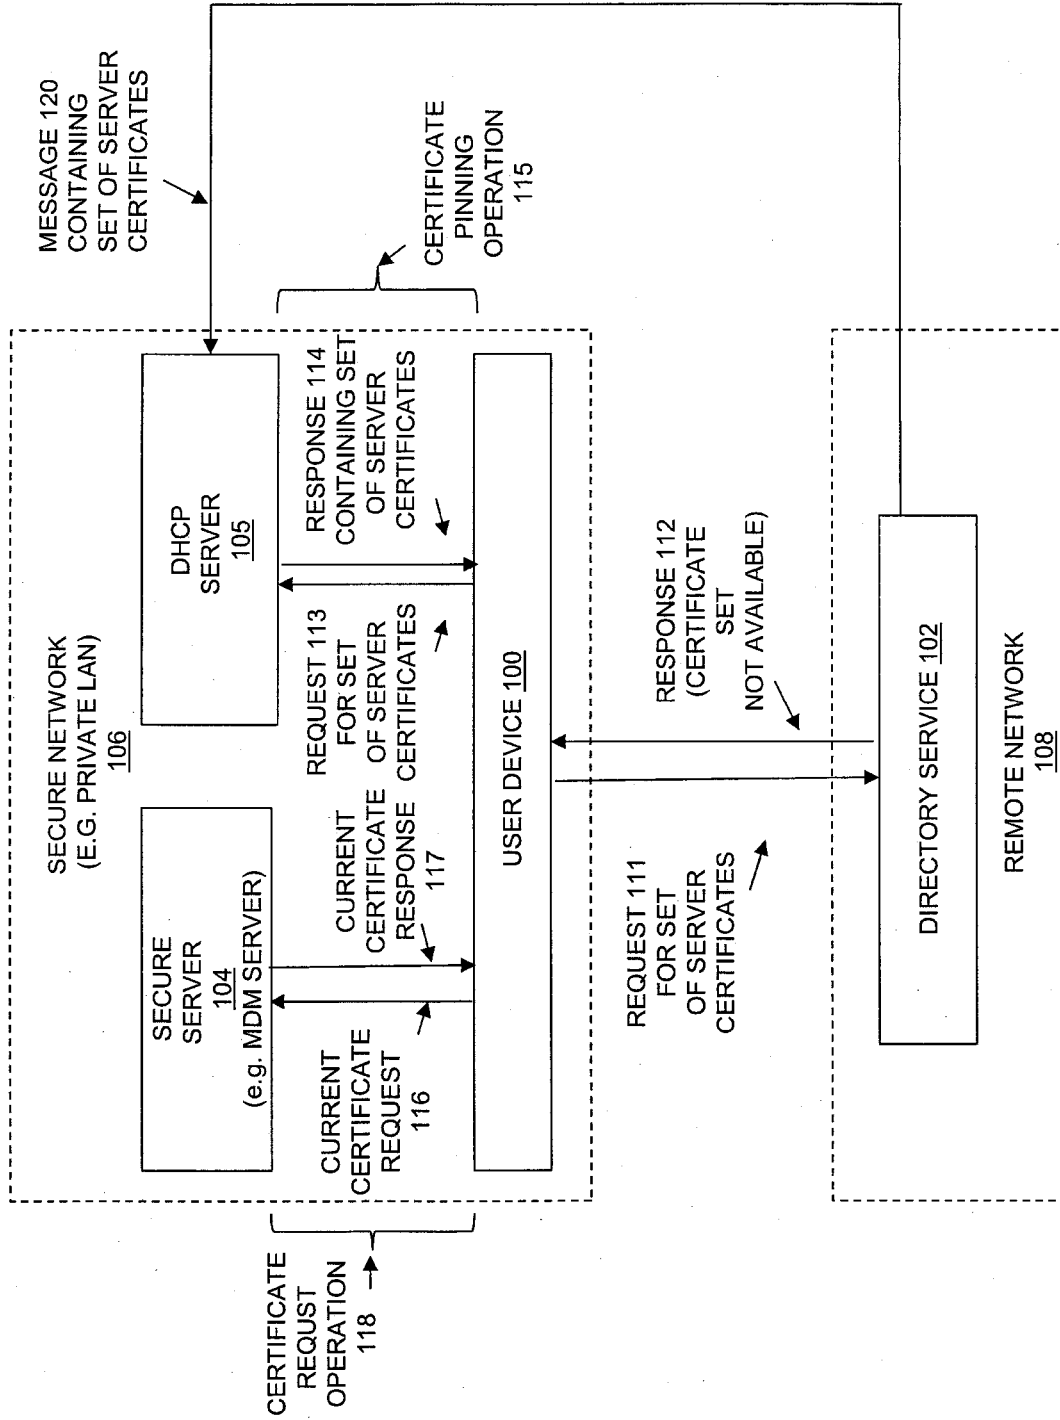 SECURE NETWORK
(E.G. PRIVATE LAN)
106
MESSAGE 120
CONTAINING
SET OF SERVER
CERTIFICATES
SECURE
SERVER
104
(e.g. MDM SERVER)
DHCP
SERVER
105
CERTIFICATE
REQUST
OPERATION
118
CURRENT
CERTIFICATE
REQUEST
116
CURRENT
CERTIFICATE
RESPONSE
117
REQUEST 113
FOR SET
OF SERVER
CERTIFICATES
RESPONSE 114
CONTAINING SET
OF SERVER
CERTIFICATES
CERTIFICATE
PINNING
OPERATION
115
USER DEVICE 100
REQUEST 111
FOR SET
OF SERVER
CERTIFICATES
RESPONSE 112
(CERTIFICATE
SET
NOT AVAILABLE)
DIRECTORY SERVICE 102
REMOTE NETWORK
108